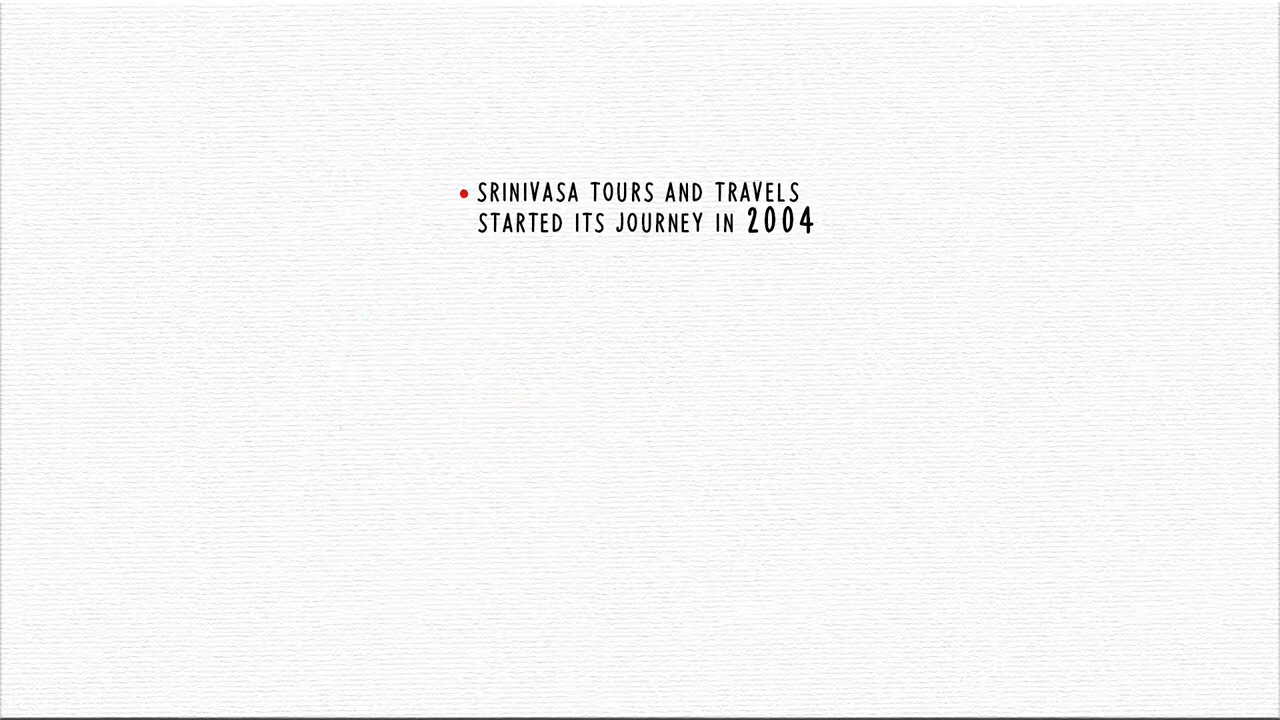 • SRINIVASA TOURS AND TRAVELS
STARTED ITS JOURNEY IN 2004